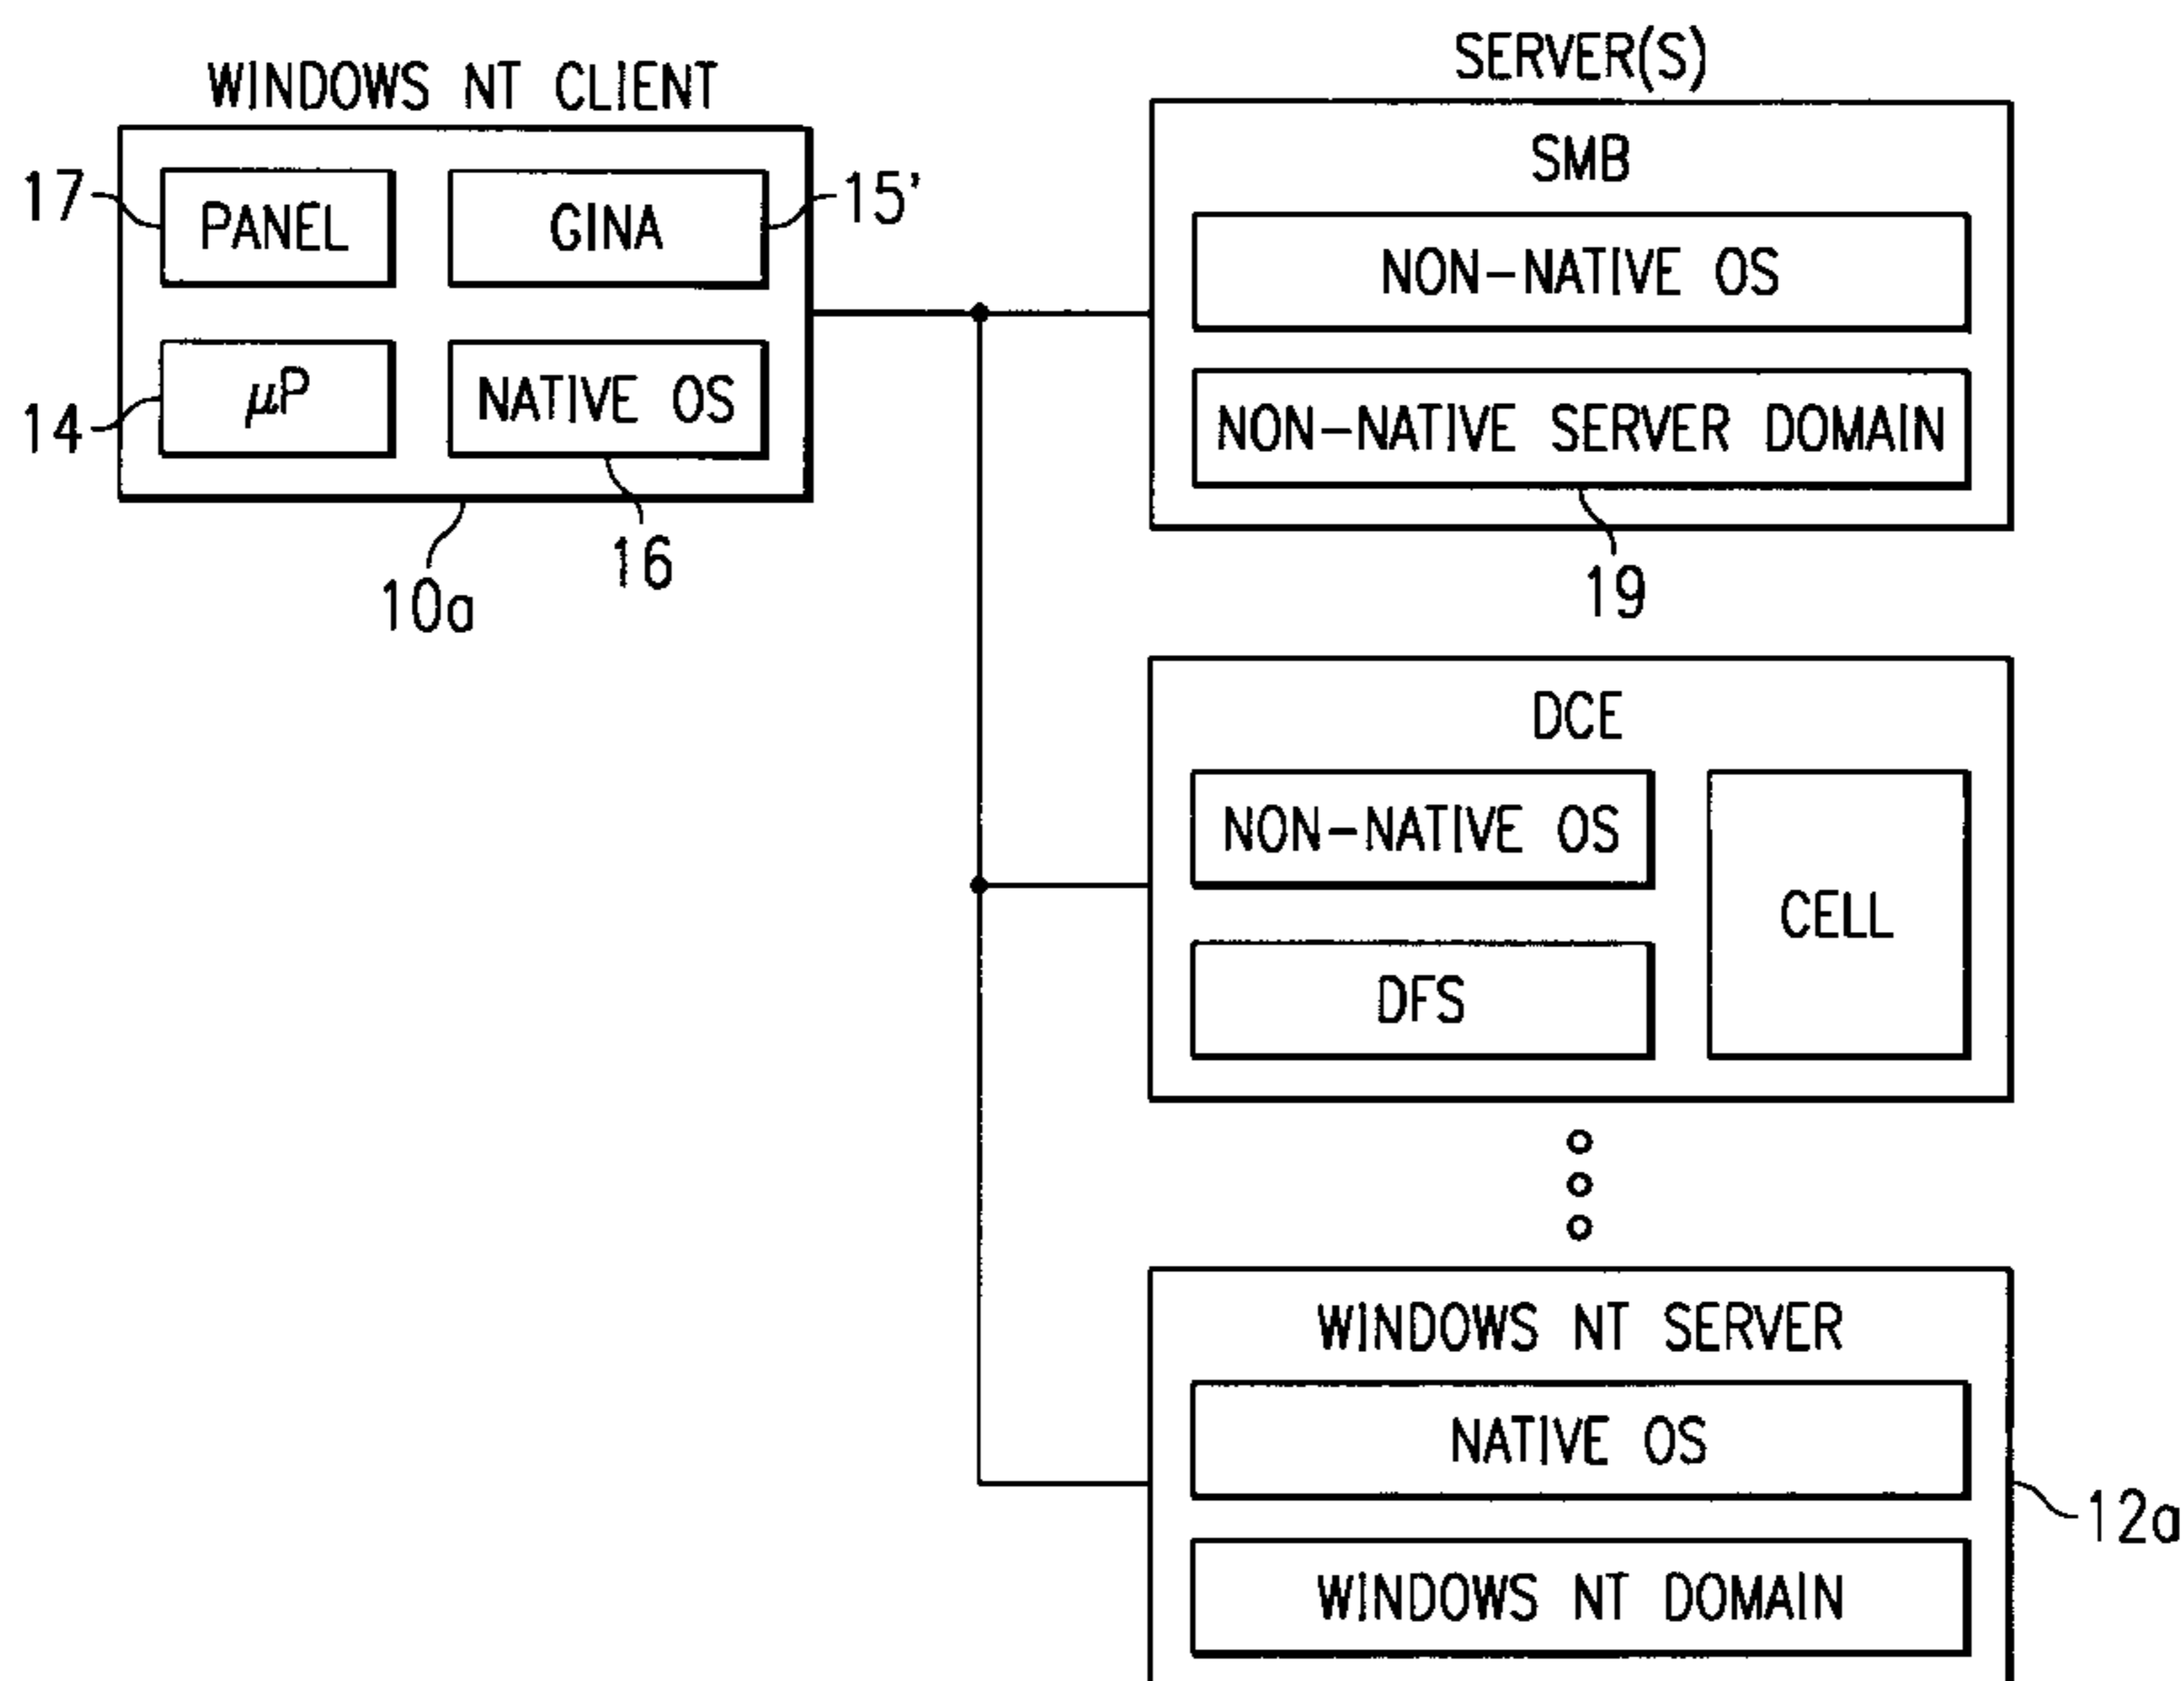 WINDOWS NT CLIENT
17
PANEL
GINA
15'
14
μP
NATIVE OS
10a
16
SERVER(S)
SMB
NON-NATIVE OS
NON-NATIVE SERVER DOMAIN
19
DCE
NON-NATIVE OS
CELL
DFS
WINDOWS NT SERVER
NATIVE OS
12a
WINDOWS NT DOMAIN